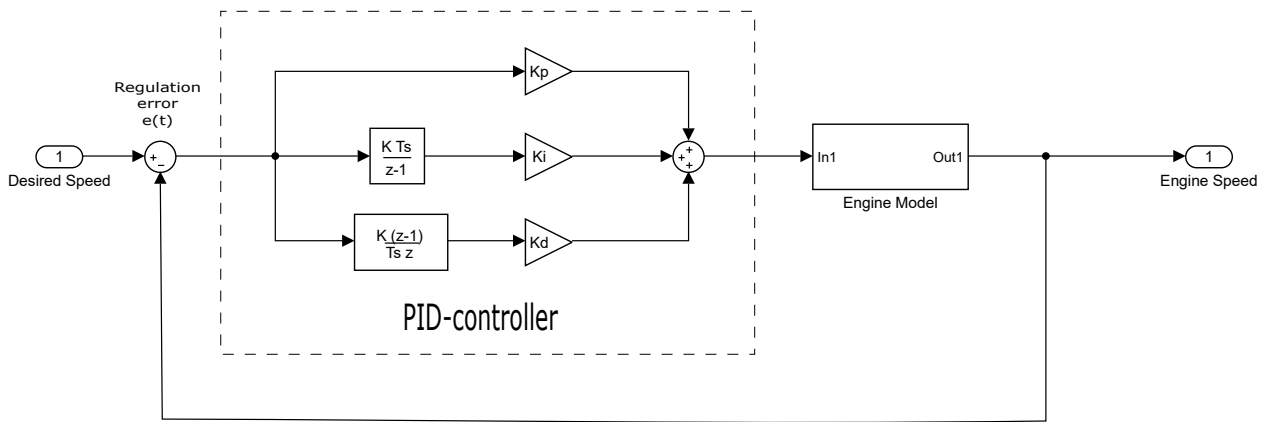 Regulation
error
e(t)
1
Desired Speed
+
−
Kp
K Ts
z-1
Ki
K (z-1)
Ts z
Kd
+
+
+
PID-controller
In1
Out1
Engine Model
1
Engine Speed